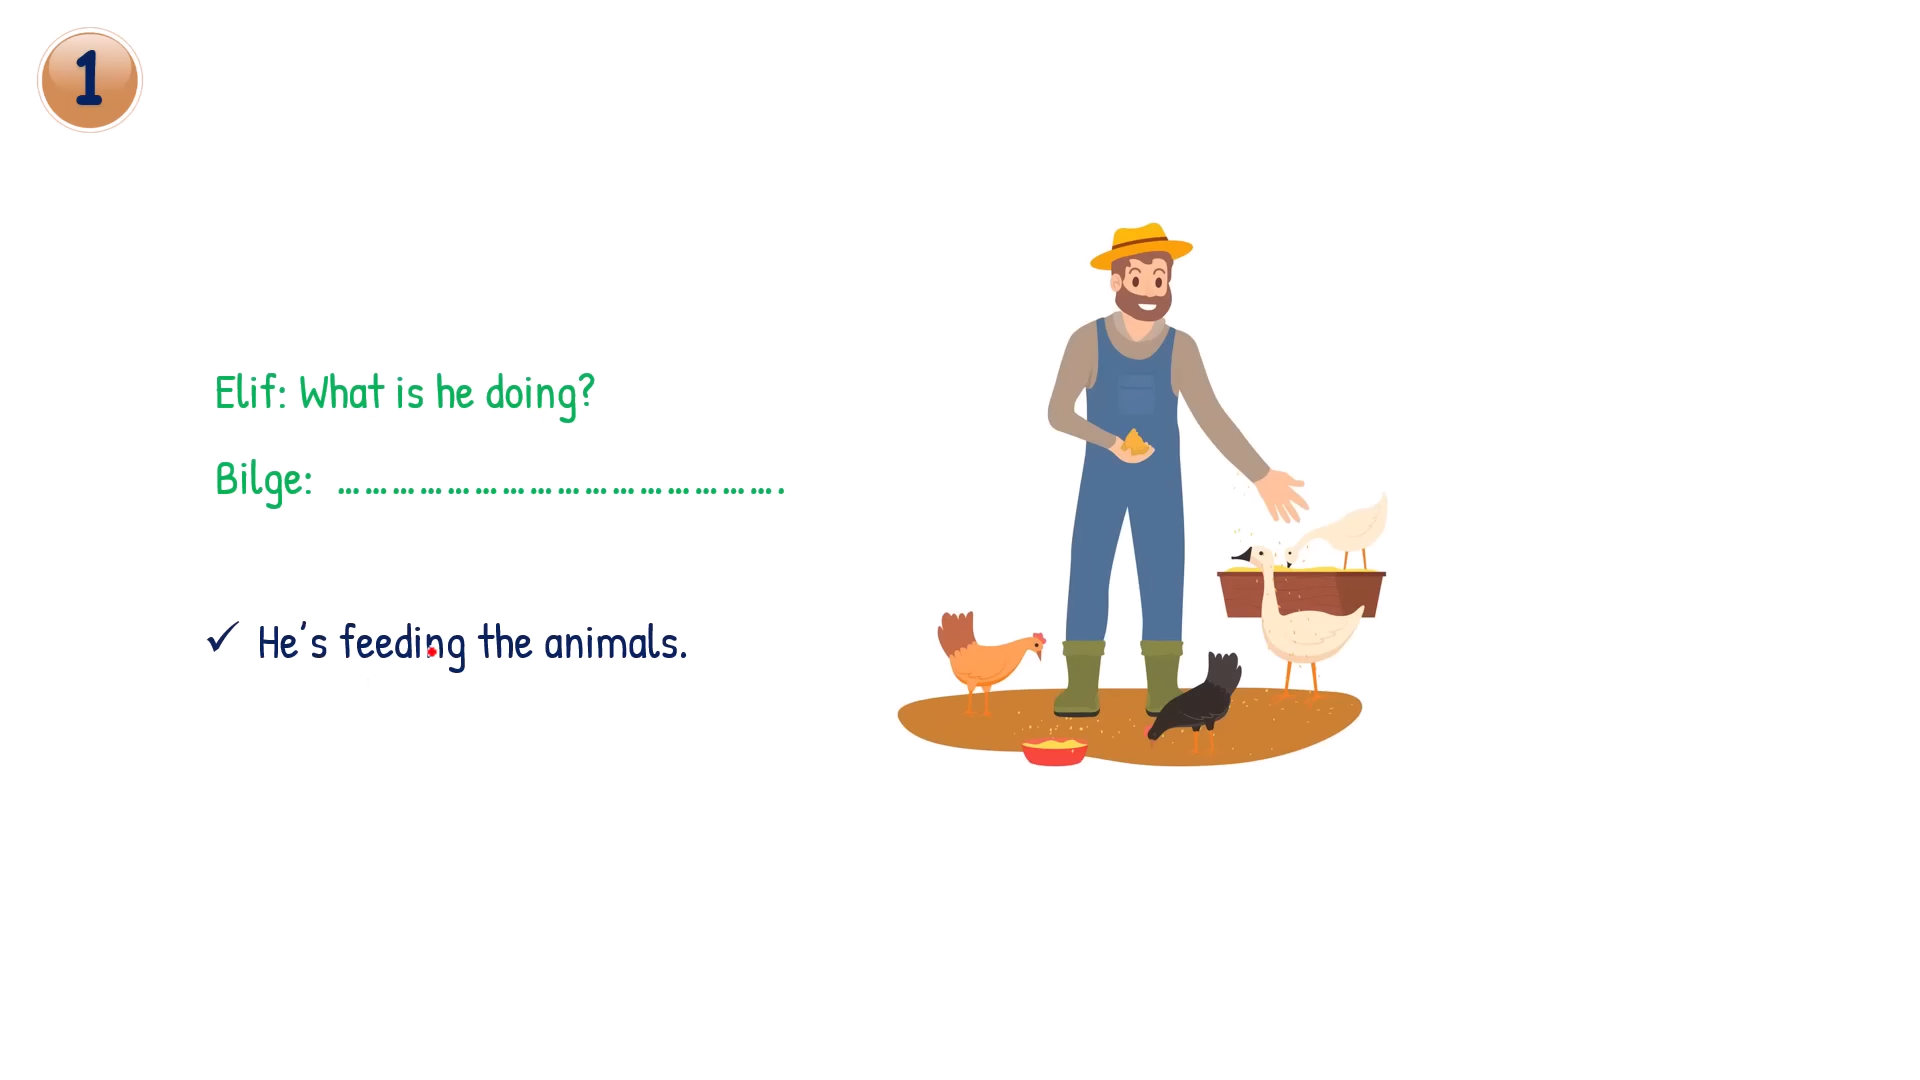 1
Elif: What is he doing?
Bilge: ……………………………………………….
✓ He's feeding the animals.